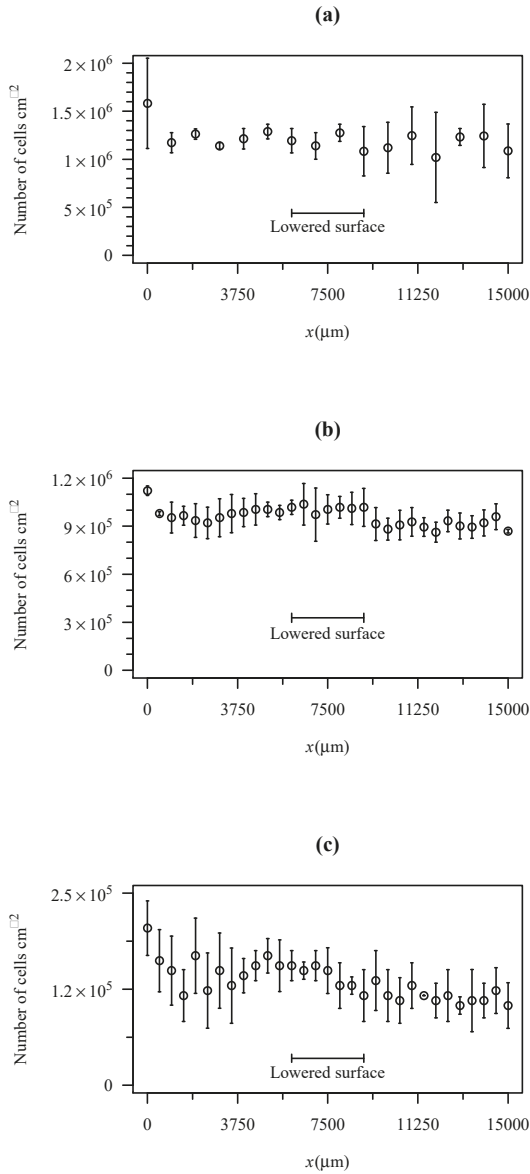 (a)
Number of cells cm□2
2 × 10⁶
1.5 × 10⁶
1 × 10⁶
5 × 10⁵
0
Lowered surface
0 3750 7500 11250 15000
x(μm)
(b)
Number of cells cm□2
1.2 × 10⁶
9 × 10⁵
6 × 10⁵
3 × 10⁵
0
Lowered surface
0 3750 7500 11250 15000
x(μm)
(c)
Number of cells cm□2
2.5 × 10⁵
1.2 × 10⁵
0
Lowered surface
0 3750 7500 11250 15000
x(μm)